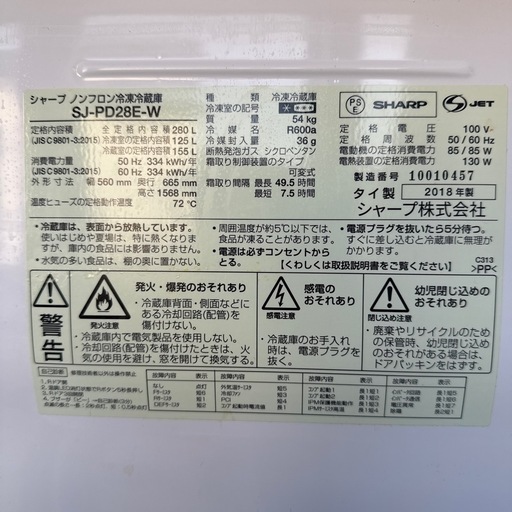 シャープ ノンフロン冷凍冷蔵庫
SJ-PD28E-W
定格内容積 全定格内容積 280 L
(JIS C 9801-3:2015) 冷凍室の定格内容積 125 L
冷蔵室の定格内容積 155 L
消費電力量 50 Hz 334 kWh/年
(JIS C 9801-3:2015) 60 Hz 334 kWh/年
外形寸法 幅 560 mm 奥行 665 mm
高さ 1568 mm
温度ヒューズの定格動作温度 72 ℃
種類 冷凍冷蔵庫
冷凍室の記号
質量 54 kg
冷媒名 R600a
冷媒封入量 36 g
断熱発泡ガス シクロペンタン
霜取り制御装置のタイプ
可変式
霜取り間隔 最長 49.5 時間
最短 7.5 時間
PSE SHARP S JET
定格電圧 100 V
定格周波数 50 / 60 Hz
電動機の定格消費電力 85 / 85 W
電熱装置の定格消費電力 130 W
製造番号 10010457
タイ製 2018 年製
シャープ株式会社
・冷蔵庫は、表面から放熱しています。
使いはじめや夏場は、特に熱くなりますが、異常ではありません。
・水気の多い食品は、棚の奥に置かない。
・周囲温度が約5℃以下では、凍ることがあります。
・電源は必ずコンセントからとる。
・電源プラグを抜いたら5分待つ。
すぐに差し込むと冷蔵庫に無理がかかります。
【くわしくは取扱説明書をご覧ください】
C313
>PP<
警告
発火・爆発のおそれあり
発火注意
・冷蔵庫背面・側面などにある冷却回路(配管)を傷付けない。
・冷蔵庫内で電気製品を使用しない。
・冷却回路(配管)を傷付けたときは、火気の使用を避け、窓を開けて換気する。
感電のおそれあり
感電注意
・冷蔵庫のお手入れ時は、電源プラグを抜く。
幼児閉じ込めのおそれあり
閉じ込め注意
・廃棄やリサイクルのための保管時、幼児閉じ込めのおそれがある場合は、ドアパッキンをはずす。
故障内容 表示